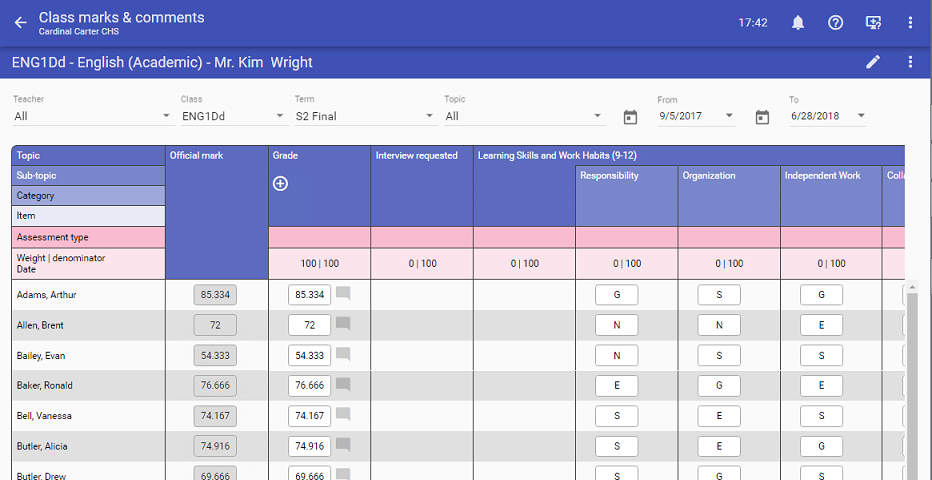 Class marks & comments
Cardinal Carter CHS
17:42
ENG1Dd - English (Academic) - Mr. Kim Wright
Teacher Class Term Topic From To
All ENG1Dd S2 Final All 9/5/2017 6/28/2018
Topic Official mark Grade Interview requested Learning Skills and Work Habits (9-12)
Sub-topic Responsibility Organization Independent Work
Category
Item
Assessment type
Weight | denominator
Date
100 | 100 0 | 100 0 | 100 0 | 100 0 | 100 0 | 100
Adams, Arthur 85.334 85.334 G S G
Allen, Brent 72 72 N N E
Bailey, Evan 54.333 54.333 N S S
Baker, Ronald 76.666 76.666 E G E
Bell, Vanessa 74.167 74.167 S E S
Butler, Alicia 74.916 74.916 S E G
Butler, Drew 69.666 69.666 S G S